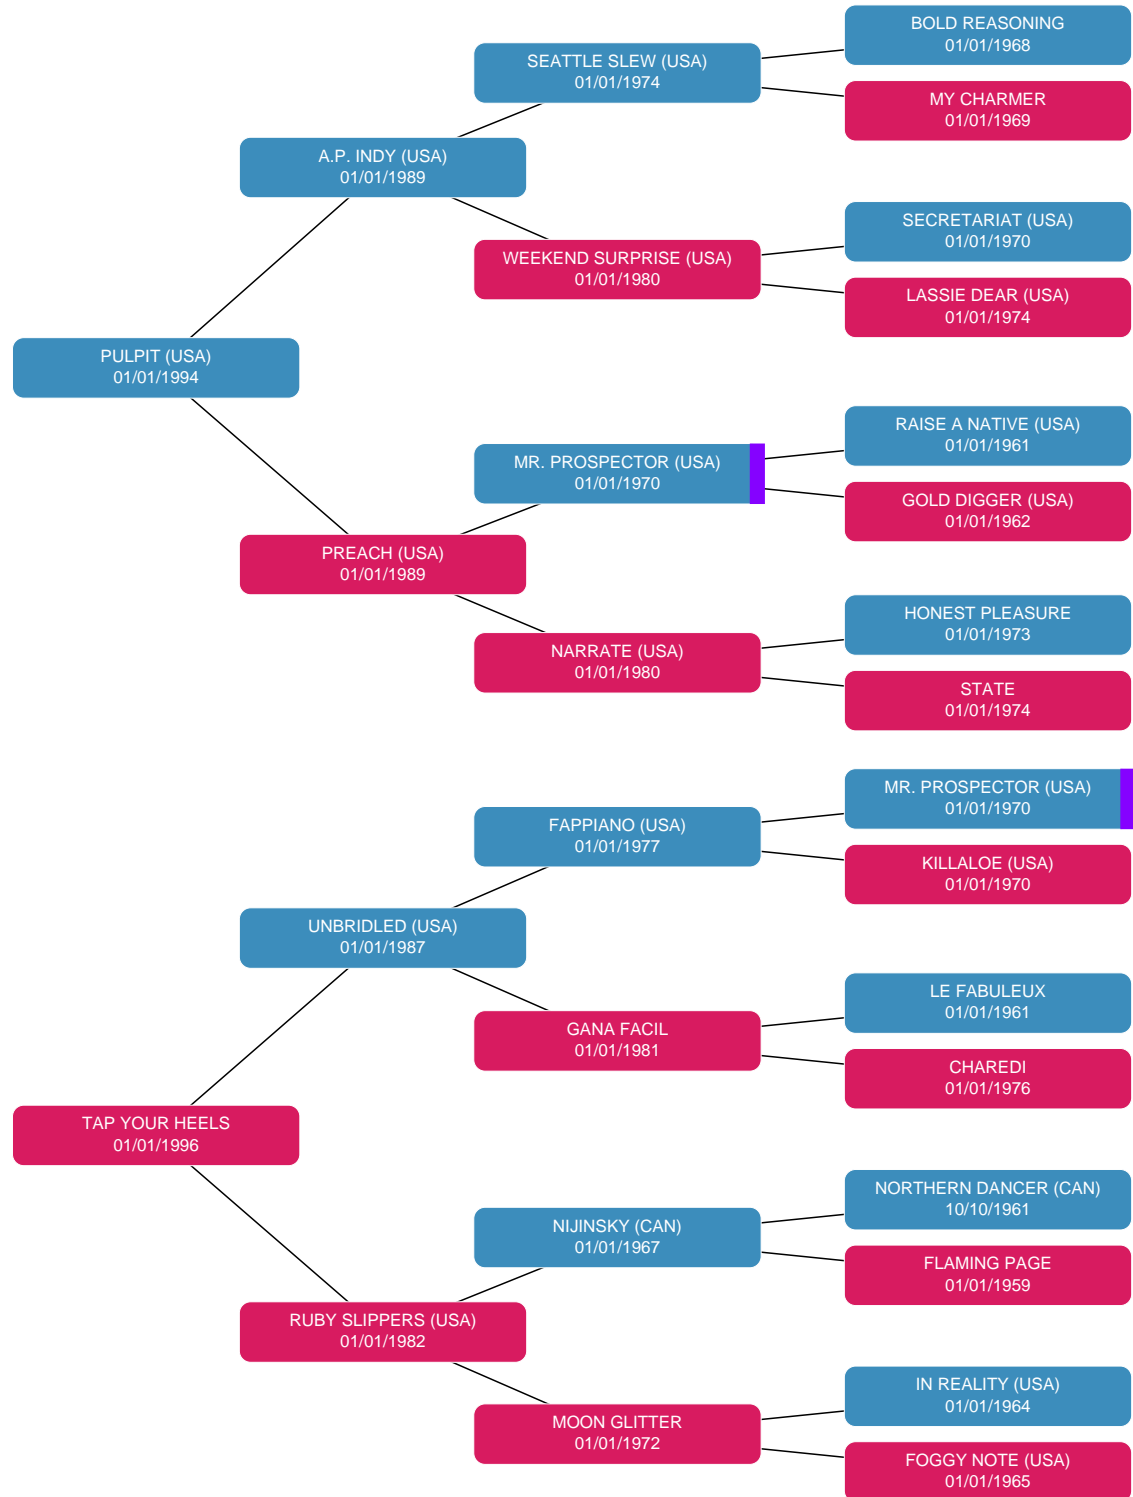 BOLD REASONING
01/01/1968
SEATTLE SLEW (USA)
01/01/1974
MY CHARMER
01/01/1969
A.P. INDY (USA)
01/01/1989
SECRETARIAT (USA)
01/01/1970
WEEKEND SURPRISE (USA)
01/01/1980
LASSIE DEAR (USA)
01/01/1974
PULPIT (USA)
01/01/1994
RAISE A NATIVE (USA)
01/01/1961
MR. PROSPECTOR (USA)
01/01/1970
GOLD DIGGER (USA)
01/01/1962
PREACH (USA)
01/01/1989
HONEST PLEASURE
01/01/1973
NARRATE (USA)
01/01/1980
STATE
01/01/1974
MR. PROSPECTOR (USA)
01/01/1970
FAPPIANO (USA)
01/01/1977
KILLALOE (USA)
01/01/1970
UNBRIDLED (USA)
01/01/1987
LE FABULEUX
01/01/1961
GANA FACIL
01/01/1981
CHAREDI
01/01/1976
TAP YOUR HEELS
01/01/1996
NORTHERN DANCER (CAN)
10/10/1961
NIJINSKY (CAN)
01/01/1967
FLAMING PAGE
01/01/1959
RUBY SLIPPERS (USA)
01/01/1982
IN REALITY (USA)
01/01/1964
MOON GLITTER
01/01/1972
FOGGY NOTE (USA)
01/01/1965